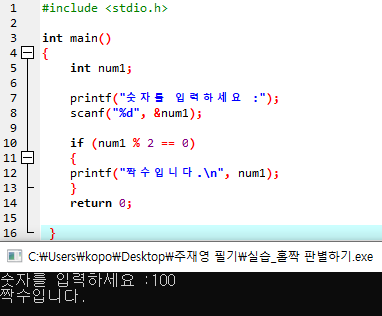 1 #include <stdio.h>
2
3 int main()
4 {
5 int num1;
6
7 printf("숫자를 입력하세요 :");
8 scanf("%d", &num1);
9
10 if (num1 % 2 == 0)
11 {
12 printf("짝수입니다.\n", num1);
13 }
14 return 0;
15
16 }
C:₩Users₩kopo₩Desktop₩주재영 필기₩실습_홀짝 판별하기.exe
숫자를 입력하세요 :100
짝수입니다.